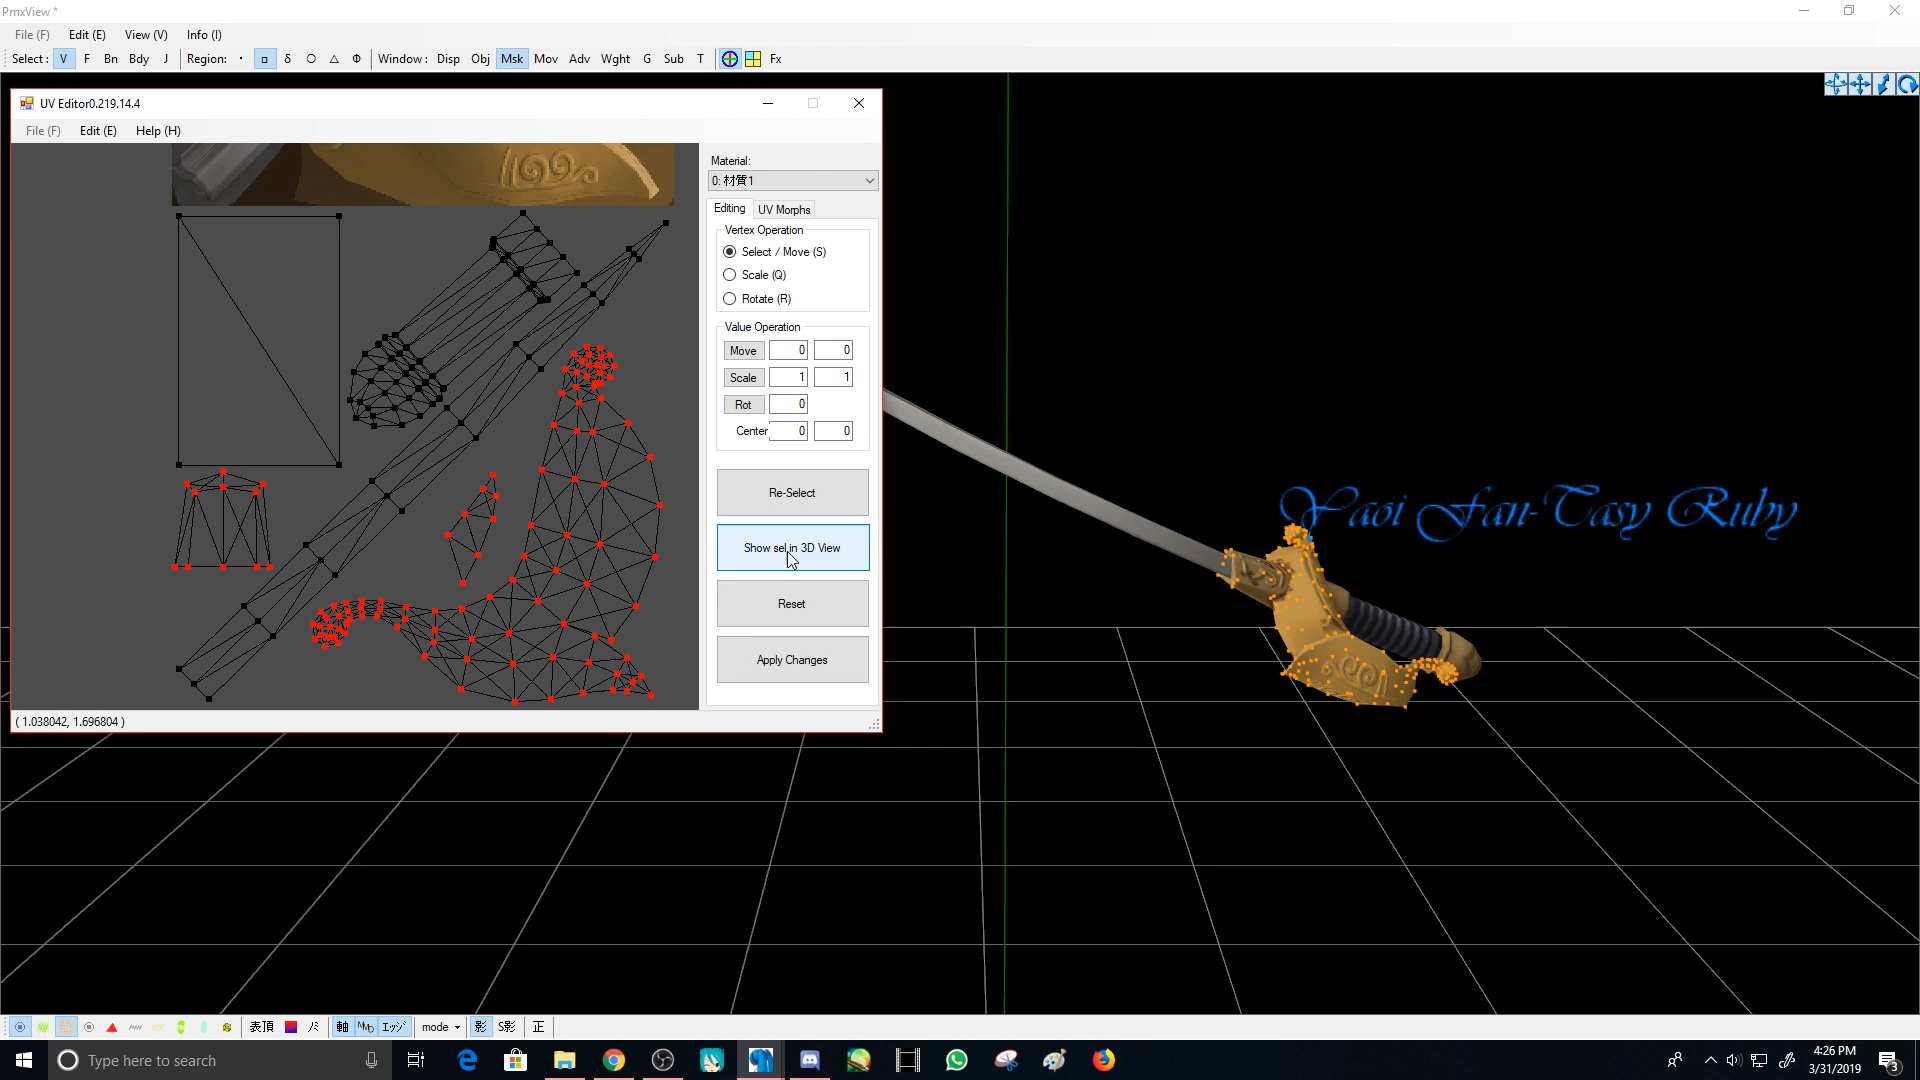 PmxView *
File (F) Edit (E) View (V) Info (I)
Select : V F Bn Bdy J Region: δ Φ Window : Disp Obj Msk Mov Adv Wght G Sub T Fx
UV Editor0.219.14.4
File (F) Edit (E) Help (H)
Material:
0: 材質1
Editing UV Morphs
Vertex Operation
Select / Move (S)
Scale (Q)
Rotate (R)
Value Operation
Move 0 0
Scale 1 1
Rot 0
Center 0 0
Re-Select
Show sel in 3D View
Reset
Apply Changes
( 1.038042, 1.696804 )
Yaoi Fan-Tasy Ruby
表頂 軸 エッジ mode 影 S影 正
Type here to search
4:26 PM
3/31/2019
3